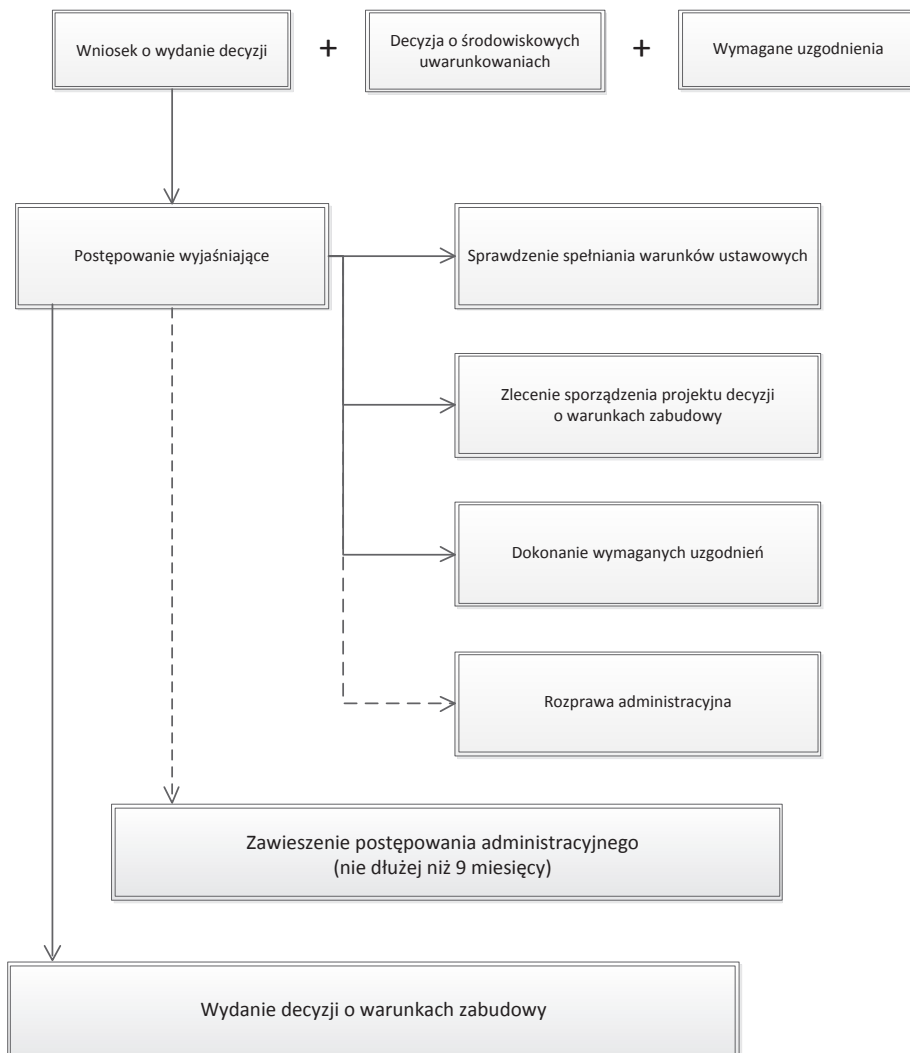 Wniosek o wydanie decyzji
+
Decyzja o środowiskowych
uwarunkowaniach
+
Wymagane uzgodnienia
Postępowanie wyjaśniające
Sprawdzenie spełniania warunków ustawowych
Zlecenie sporządzenia projektu decyzji
o warunkach zabudowy
Dokonanie wymaganych uzgodnień
Rozprawa administracyjna
Zawieszenie postępowania administracyjnego
(nie dłużej niż 9 miesięcy)
Wydanie decyzji o warunkach zabudowy